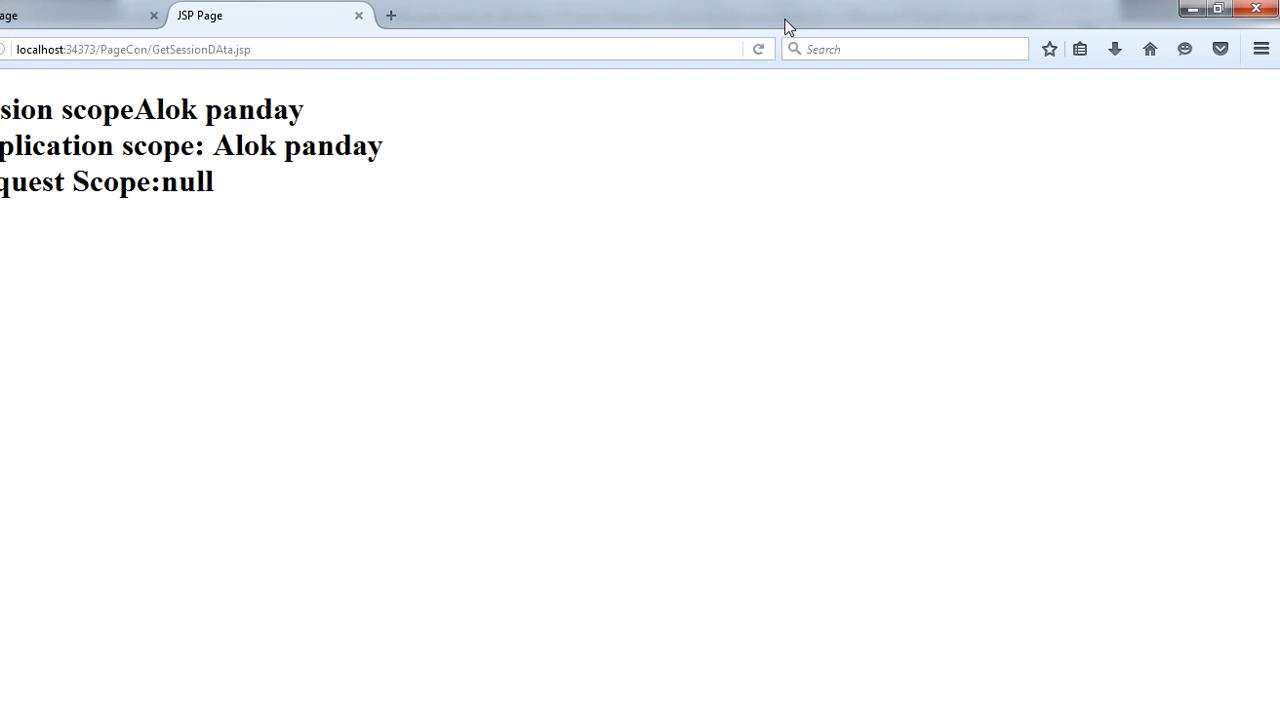 age
JSP Page
localhost:34373/PageCon/GetSessionDAta.jsp
Search
sion scopeAlok panday
plication scope: Alok panday
quest Scope:null